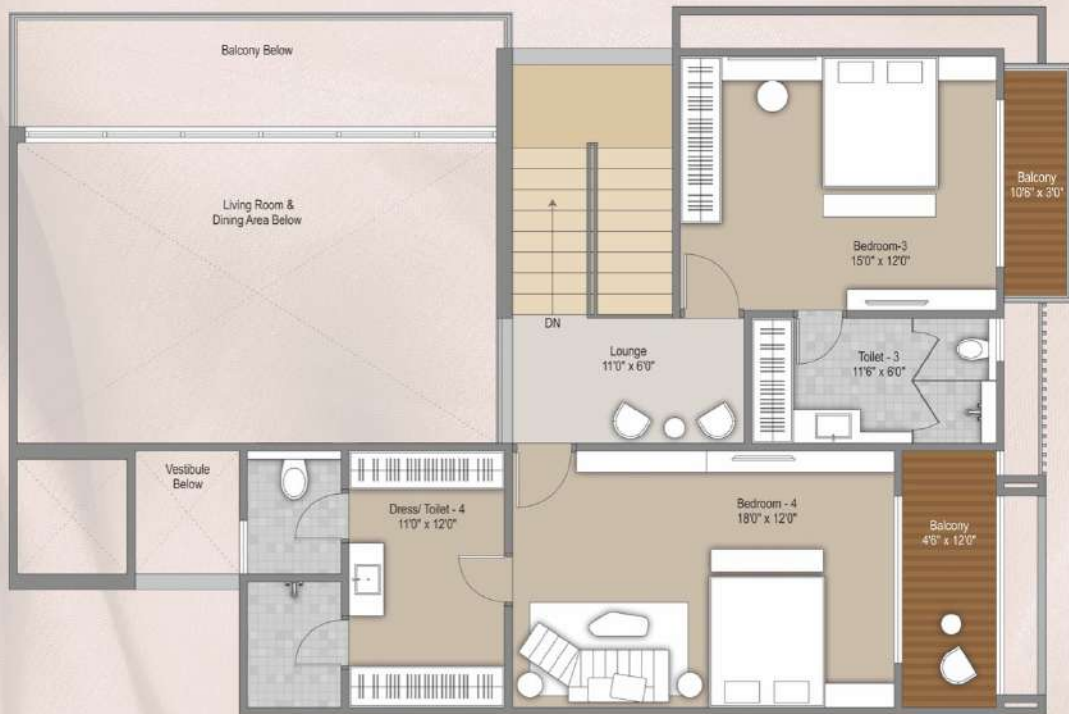 Balcony Below
Living Room &
Dining Area Below
Balcony
10'6" x 3'0"
Bedroom-3
15'0" x 12'0"
DN
Lounge
11'0" x 6'0"
Toilet - 3
11'6" x 6'0"
Vestibule
Below
Dress/ Toilet - 4
11'0" x 12'0"
Bedroom - 4
18'0" x 12'0"
Balcony
4'6" x 12'0"